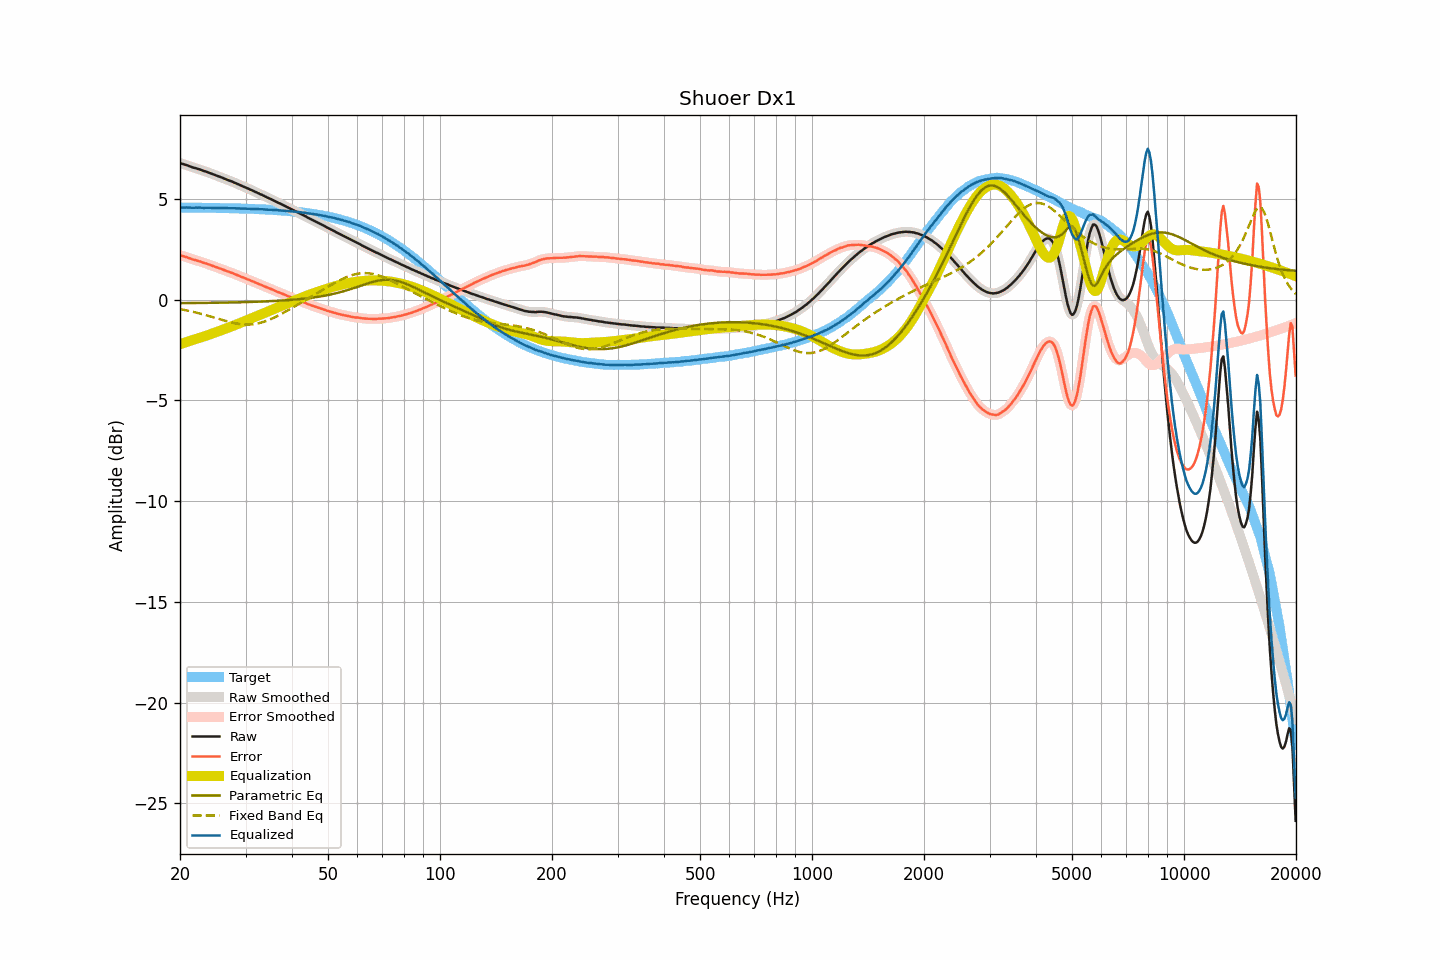 Shuoer Dx1
5
0
−5
−10
−15
−20
−25
Amplitude (dBr)
Target
Raw Smoothed
Error Smoothed
Raw
Error
Equalization
Parametric Eq
Fixed Band Eq
Equalized
20 50 100 200 500 1000 2000 5000 10000 20000
Frequency (Hz)